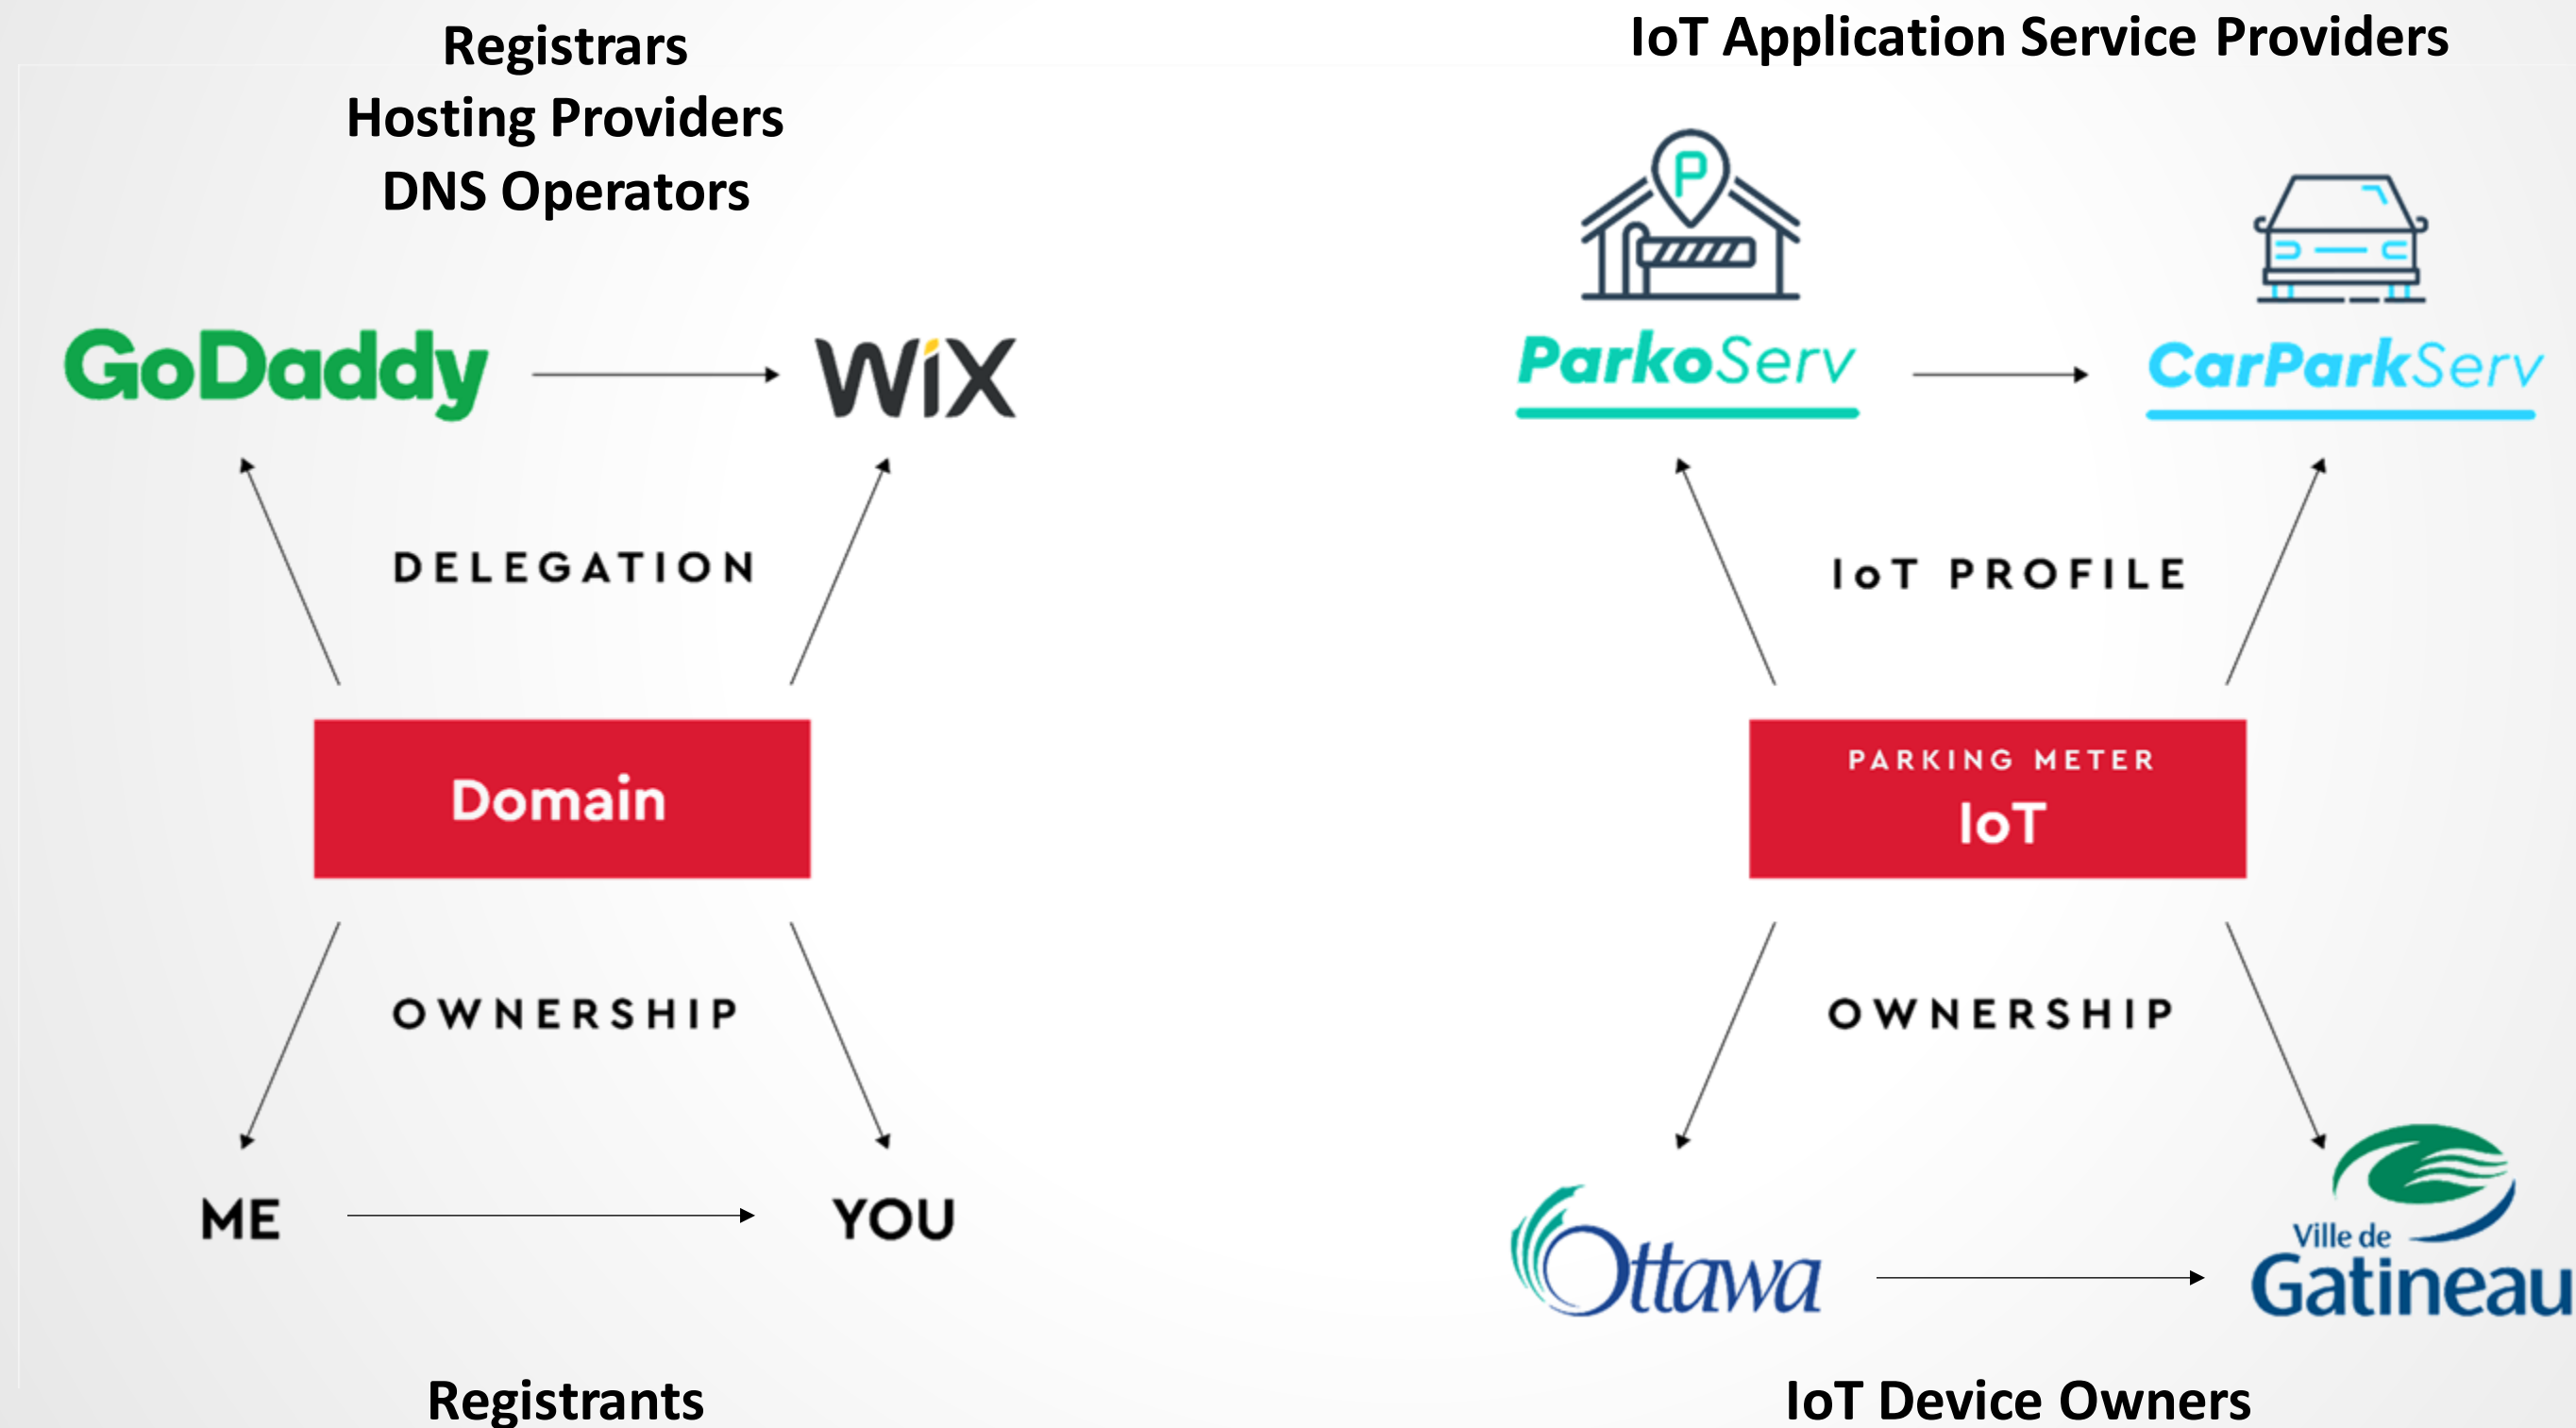 Registrars
Hosting Providers
DNS Operators
GoDaddy
WiX
DELEGATION
Domain
OWNERSHIP
ME
YOU
Registrants
IoT Application Service Providers
P
ParkoServ
CarParkServ
IoT PROFILE
PARKING METER
IoT
OWNERSHIP
Ottawa
Ville de
Gatineau
IoT Device Owners